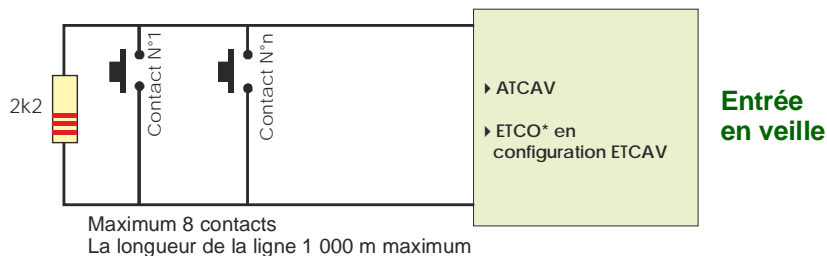 2k2
Contact N°1
Contact N°n
▸ ATCAV
▸ ETCO* en
configuration ETCAV
Entrée
en veille
Maximum 8 contacts
La longueur de la ligne 1 000 m maximum